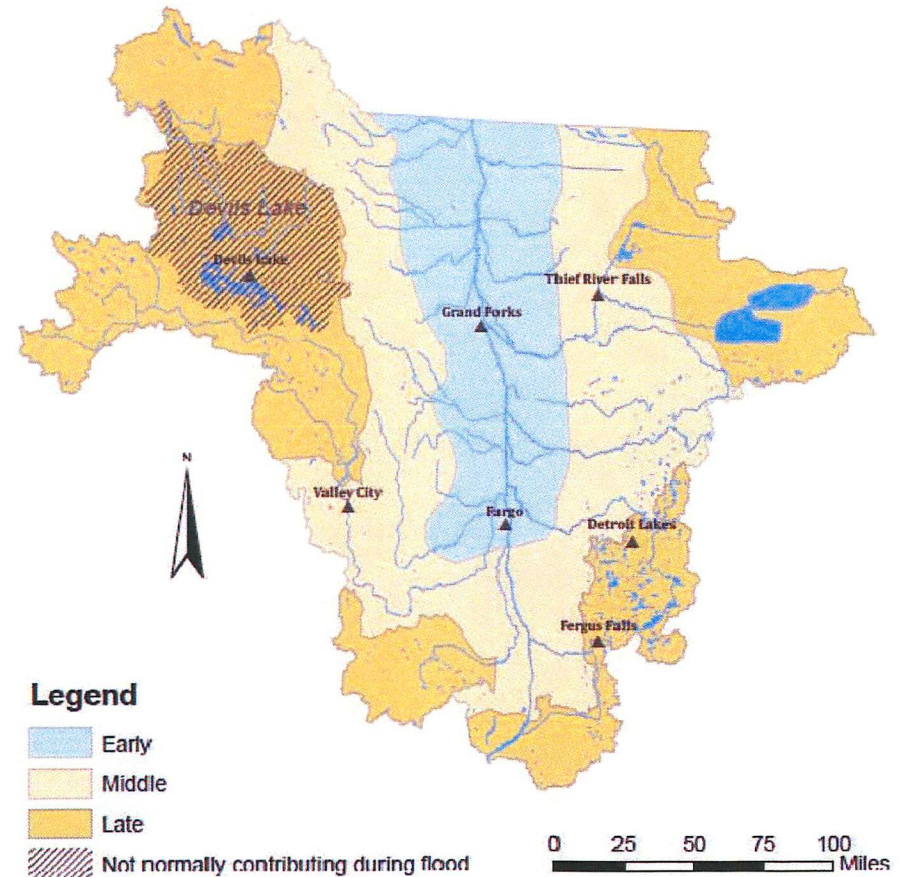 Devils Lake
Devils Lake
Thief River Falls
Grand Forks
N
Valley City
Fargo
Detroit Lakes
Fergus Falls
Legend
Early
Middle
Late
Not normally contributing during flood
0 25 50 75 100
Miles